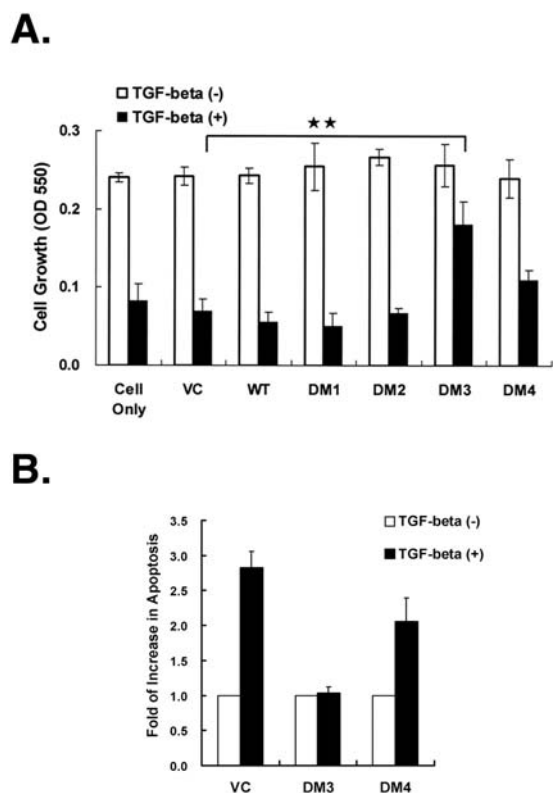 A.
TGF-beta (-)
TGF-beta (+)
★★
Cell Growth (OD 550)
0.3
0.2
0.1
0.0
Cell Only
VC
WT
DM1
DM2
DM3
DM4
B.
TGF-beta (-)
TGF-beta (+)
Fold of Increase in Apoptosis
3.5
3.0
2.5
2.0
1.5
1.0
0.5
0.0
VC
DM3
DM4